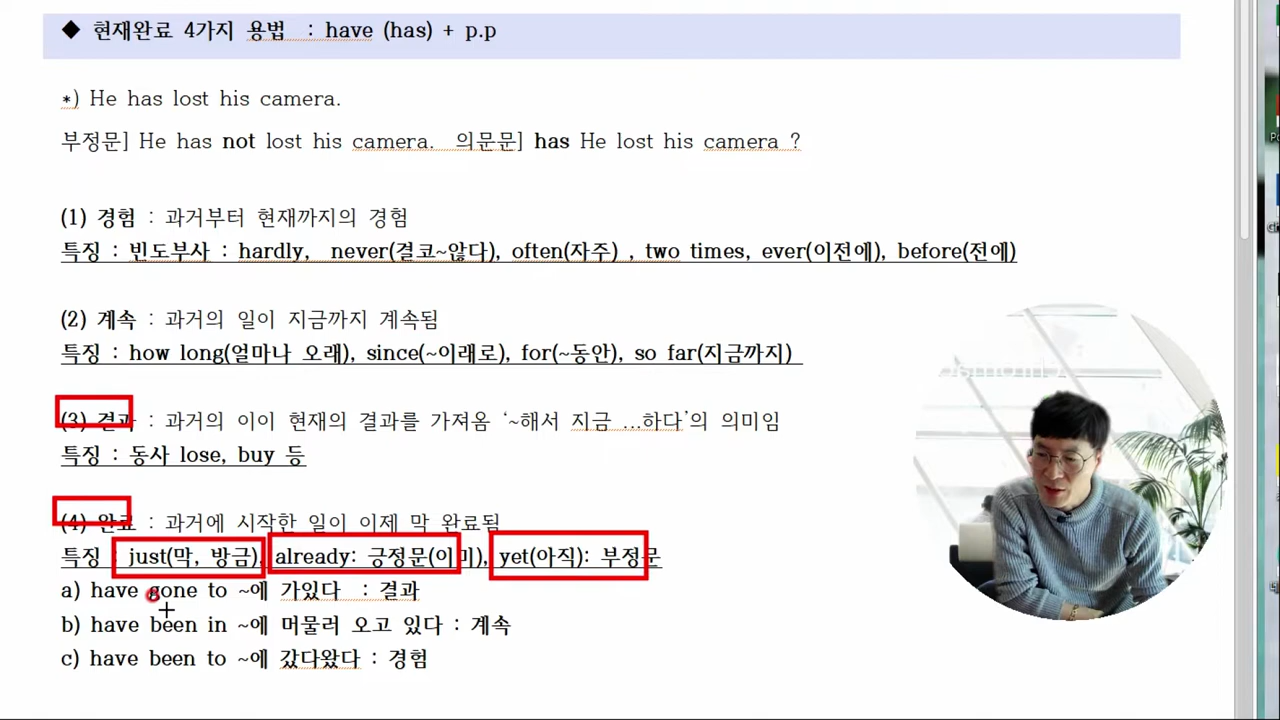 ◆ 현재완료 4가지 용법 : have (has) + p.p
*) He has lost his camera.
부정문] He has not lost his camera. 의문문] has He lost his camera ?
(1) 경험 : 과거부터 현재까지의 경험
특징 : 빈도부사 : hardly, never(결코~않다), often(자주) , two times, ever(이전에), before(전에)
(2) 계속 : 과거의 일이 지금까지 계속됨
특징 : how long(얼마나 오래), since(~이래로), for(~동안), so far(지금까지)
(3) 결과 : 과거의 이이 현재의 결과를 가져옴 ‘~해서 지금 ...하다’의 의미임
특징 : 동사 lose, buy 등
(4) 완료 : 과거에 시작한 일이 이제 막 완료됨
특징 : just(막, 방금), already: 긍정문(이미), yet(아직): 부정문
a) have gone to ~에 가있다 : 결과
b) have been in ~에 머물러 오고 있다 : 계속
c) have been to ~에 갔다왔다 : 경험